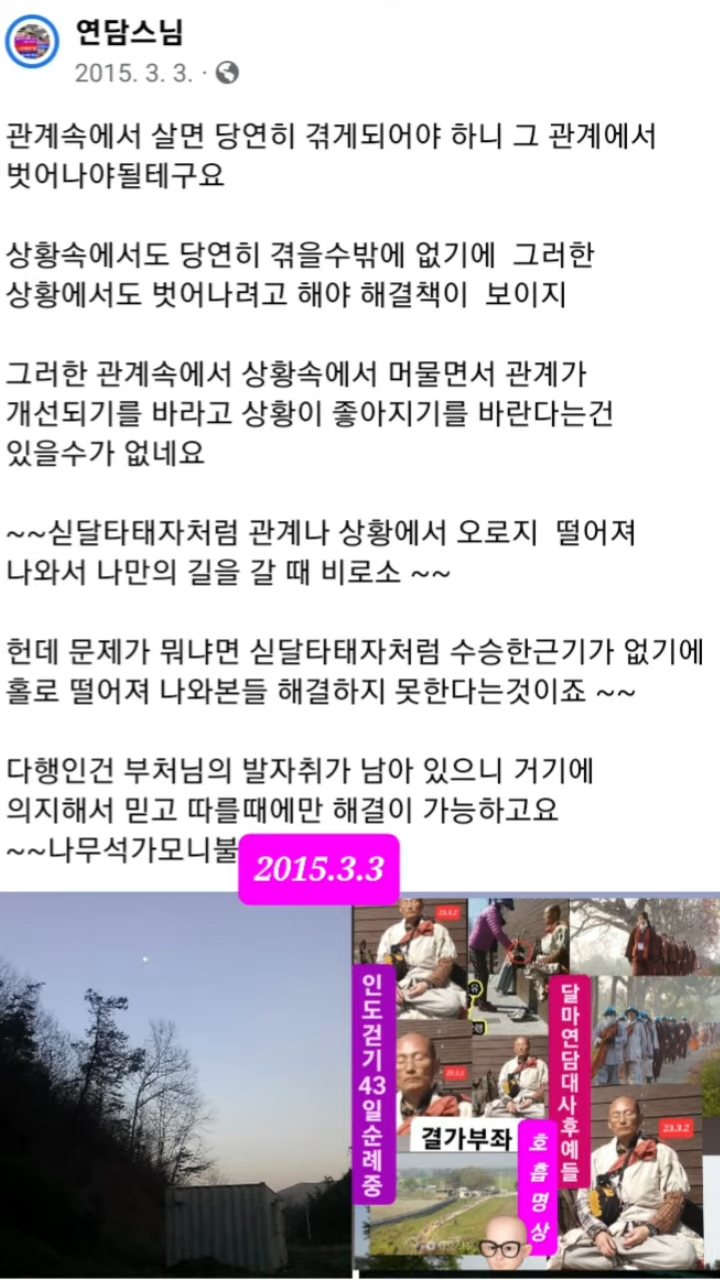 연담스님
2015. 3. 3. ·
관계속에서 살면 당연히 겪게되어야 하니 그 관계에서
벗어나야될테구요
상황속에서도 당연히 겪을수밖에 없기에 그러한
상황에서도 벗어나려고 해야 해결책이 보이지
그러한 관계속에서 상황속에서 머물면서 관계가
개선되기를 바라고 상황이 좋아지기를 바란다는건
있을수가 없네요
~~싣달타태자처럼 관계나 상황에서 오로지 떨어져
나와서 나만의 길을 갈 때 비로소 ~~
헌데 문제가 뭐냐면 싣달타태자처럼 수승한근기가 없기에
홀로 떨어져 나와본들 해결하지 못한다는것이죠 ~~
다행인건 부처님의 발자취가 남아 있으니 거기에
의지해서 믿고 따를때에만 해결이 가능하고요
~~나무석가모니불
2015.3.3
인도걷기43일순례중
달마연담대사후예들
결가부좌
호흡명상
23.3.2
23.3.2
23.3.2